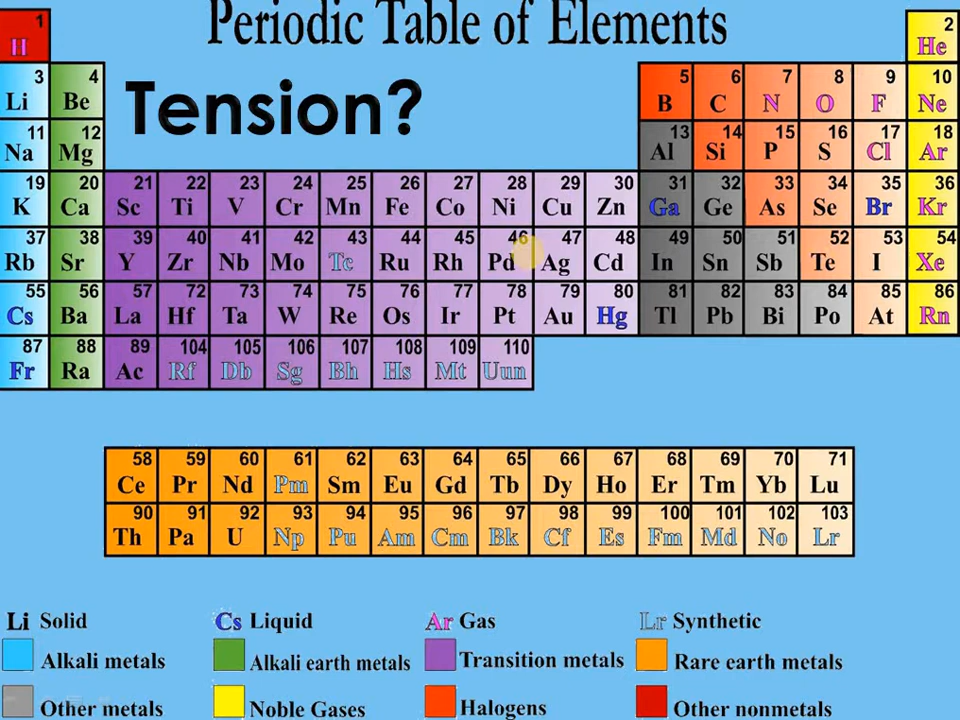 Periodic Table of Elements
1 2
H He
Tension?
3 4 5 6 7 8 9 10
Li Be B C N O F Ne
11 12 13 14 15 16 17 18
Na Mg Al Si P S Cl Ar
19 20 21 22 23 24 25 26 27 28 29 30 31 32 33 34 35 36
K Ca Sc Ti V Cr Mn Fe Co Ni Cu Zn Ga Ge As Se Br Kr
37 38 39 40 41 42 43 44 45 46 47 48 49 50 51 52 53 54
Rb Sr Y Zr Nb Mo Tc Ru Rh Pd Ag Cd In Sn Sb Te I Xe
55 56 57 72 73 74 75 76 77 78 79 80 81 82 83 84 85 86
Cs Ba La Hf Ta W Re Os Ir Pt Au Hg Tl Pb Bi Po At Rn
87 88 89 104 105 106 107 108 109 110
Fr Ra Ac Rf Db Sg Bh Hs Mt Uun
58 59 60 61 62 63 64 65 66 67 68 69 70 71
Ce Pr Nd Pm Sm Eu Gd Tb Dy Ho Er Tm Yb Lu
90 91 92 93 94 95 96 97 98 99 100 101 102 103
Th Pa U Np Pu Am Cm Bk Cf Es Fm Md No Lr
Li Solid Cs Liquid Ar Gas Lr Synthetic
Alkali metals Alkali earth metals Transition metals Rare earth metals
Other metals Noble Gases Halogens Other nonmetals